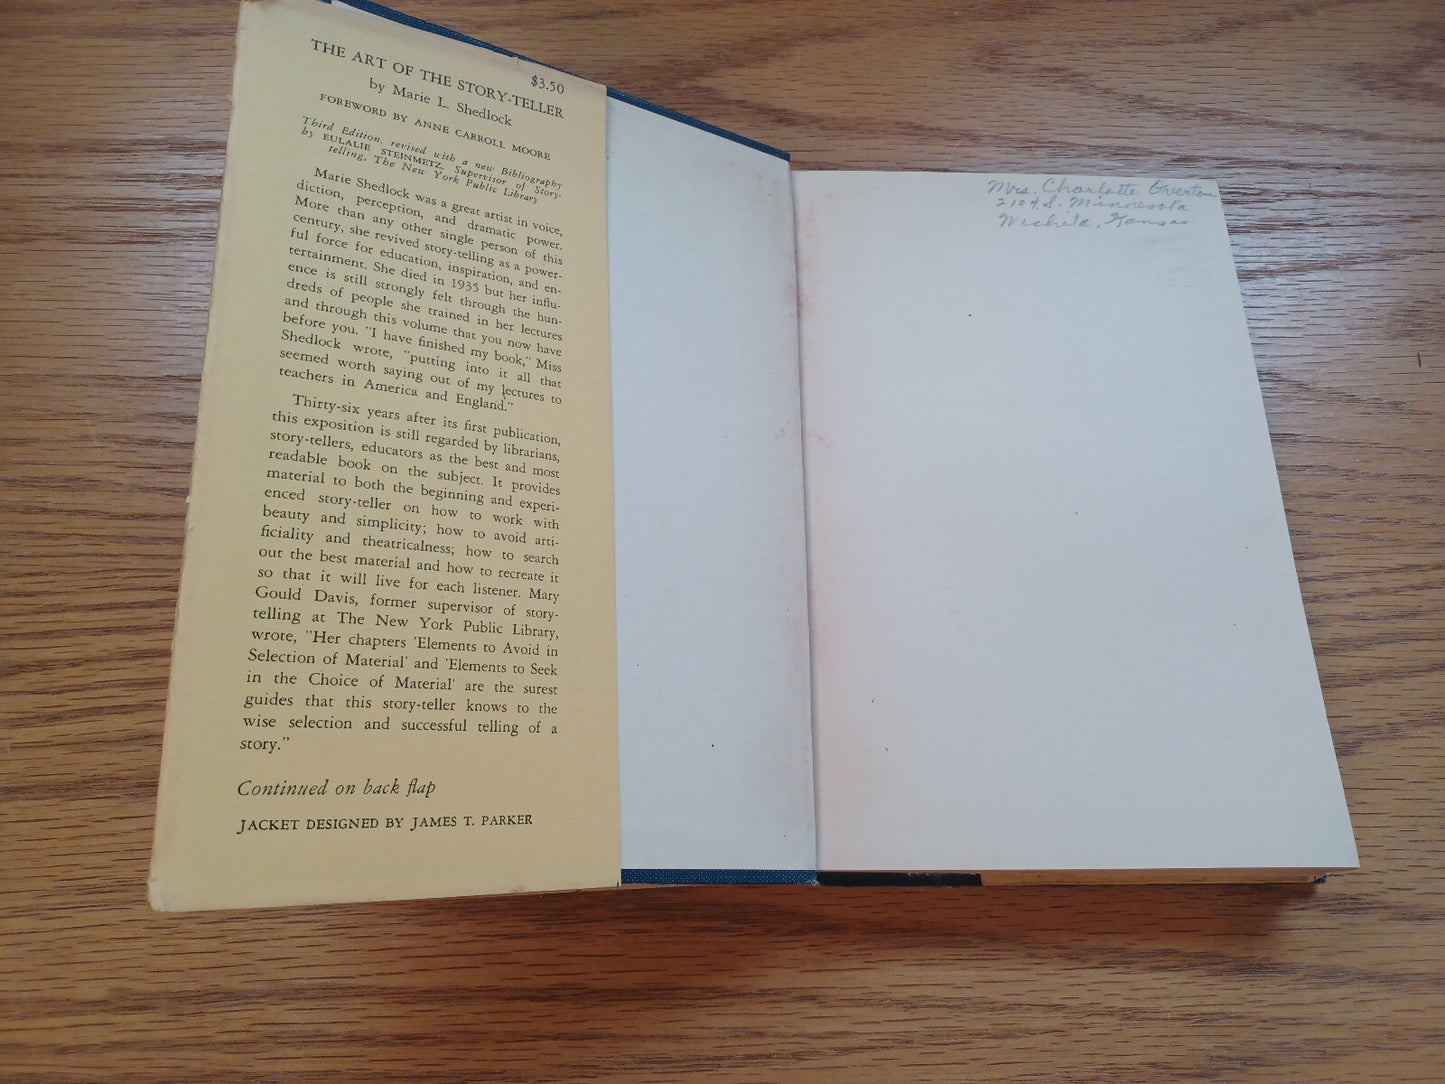 $3.50
THE ART OF THE STORY-TELLER
by Marie L. Shedlock
FOREWORD BY ANNE CARROLL MOORE
Third Edition, revised with a new Bibliography
by EULALIE STEINMETZ, Supervisor of Story-
telling, The New York Public Library
Marie Shedlock was a great artist in voice,
diction, perception, and dramatic power.
More than any other single person of this
century, she revived story-telling as a power-
ful force for education, inspiration, and en-
tertainment. She died in 1935 but her influ-
ence is still strongly felt through the hun-
dreds of people she trained in her lectures
and through this volume that you now have
before you. "I have finished my book," Miss
Shedlock wrote, "putting into it all that
seemed worth saying out of my lectures to
teachers in America and England."
Thirty-six years after its first publication,
this exposition is still regarded by librarians,
story-tellers, educators as the best and most
readable book on the subject. It provides
material to both the beginning and experi-
enced story-teller on how to work with
beauty and simplicity; how to avoid arti-
ficiality and theatricalness; how to search
out the best material and how to recreate it
so that it will live for each listener. Mary
Gould Davis, former supervisor of story-
telling at The New York Public Library,
wrote, "Her chapters 'Elements to Avoid in
Selection of Material' and 'Elements to Seek
in the Choice of Material' are the surest
guides that this story-teller knows to the
wise selection and successful telling of a
story."
Continued on back flap
JACKET DESIGNED BY JAMES T. PARKER
Mrs. Charlotte Overton
2104 S. Minnesota
Wichita, Kansas